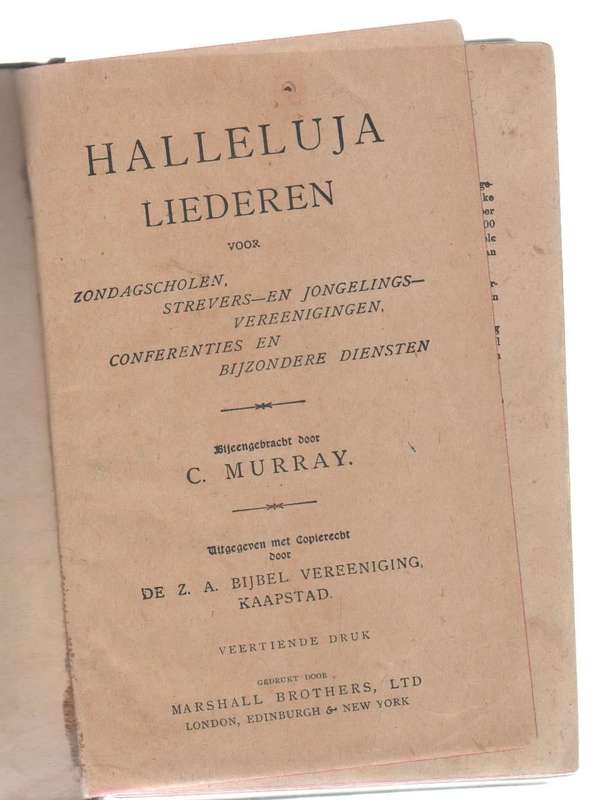 HALLELUJA
LIEDEREN
VOOR
ZONDAGSCHOLEN,
STREVERS—EN JONGELINGS—
VEREENIGINGEN,
CONFERENTIES EN
BIJZONDERE DIENSTEN
Bijeengebracht door
C. MURRAY.
Uitgegeven met Copierecht
door
DE Z. A. BIJBEL VEREENIGING,
KAAPSTAD.
VEERTIENDE DRUK
GEDRUKT DOOR
MARSHALL BROTHERS, LTD
LONDON, EDINBURGH & NEW YORK